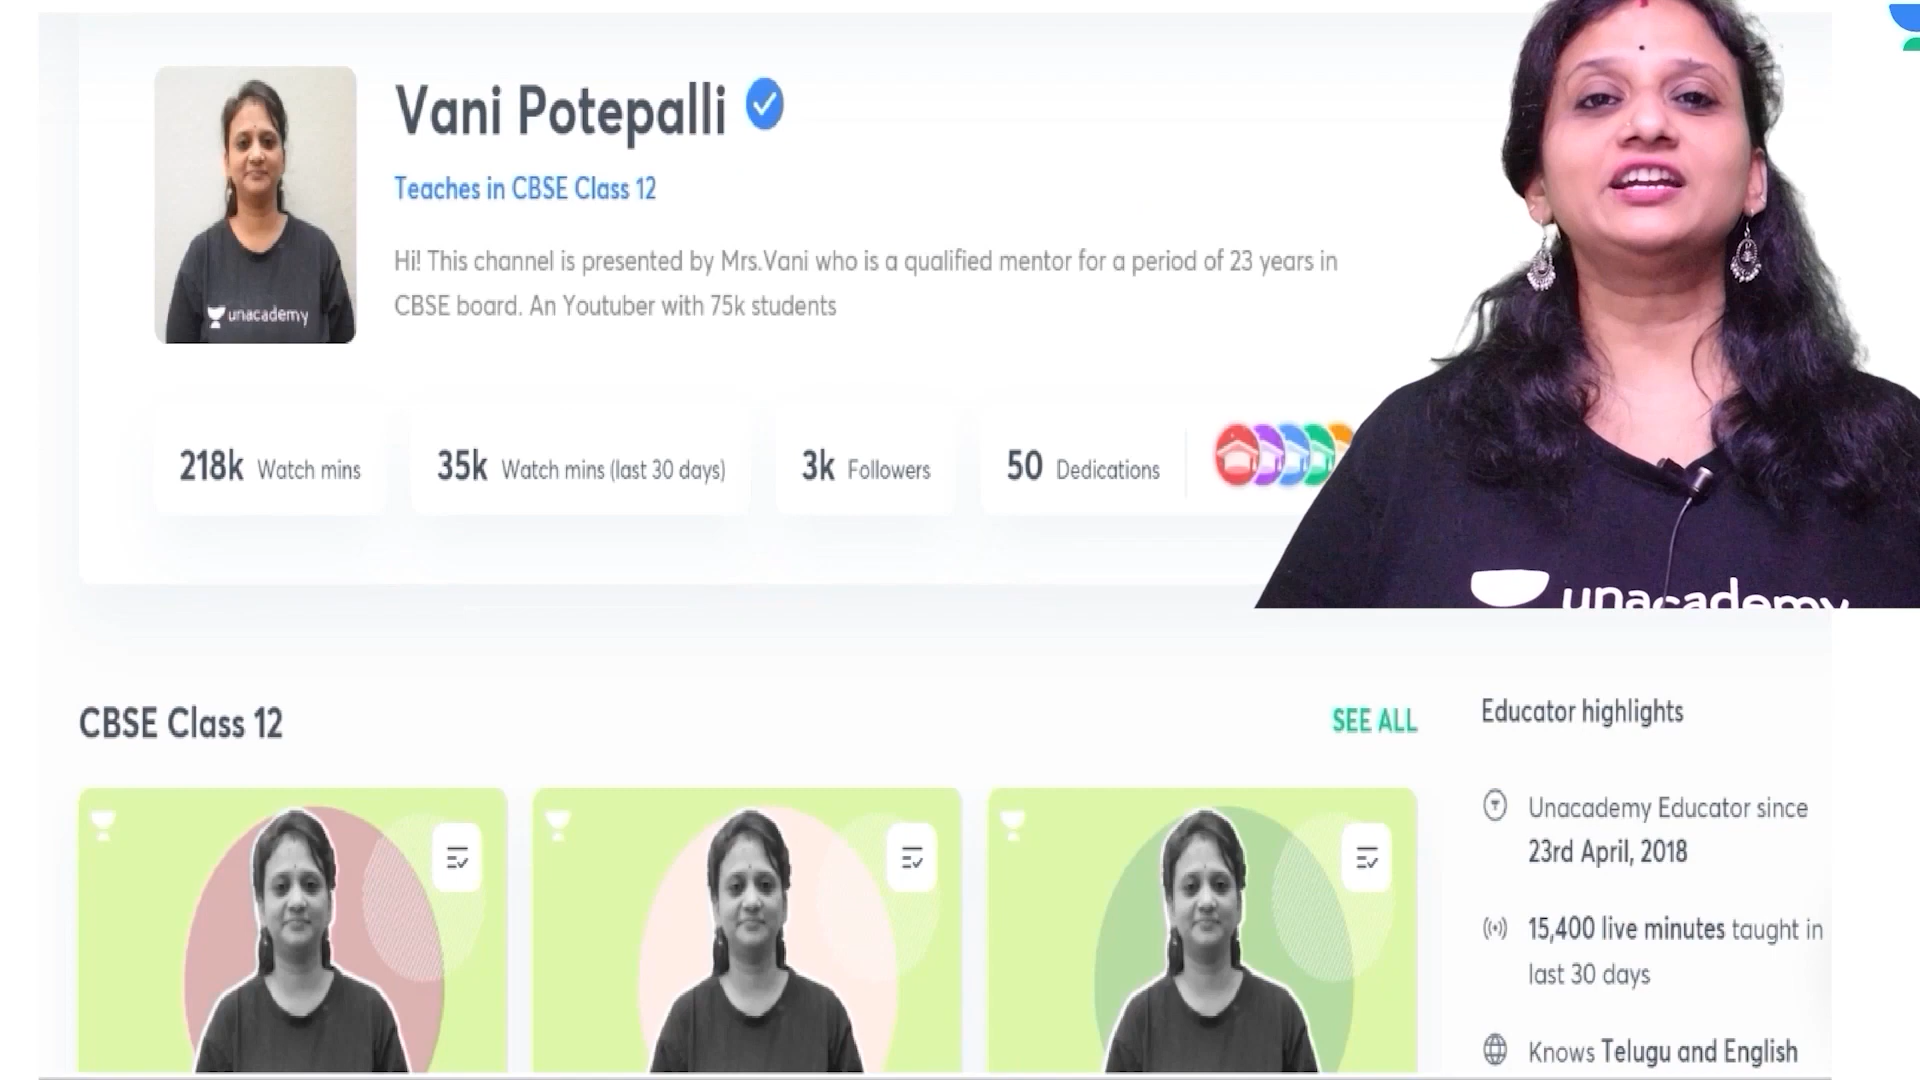 Vani Potepalli
Teaches in CBSE Class 12
Hi! This channel is presented by Mrs.Vani who is a qualified mentor for a period of 23 years in
CBSE board. An Youtuber with 75k students
unacademy
218k Watch mins
35k Watch mins (last 30 days)
3k Followers
50 Dedications
unacademy
CBSE Class 12
SEE ALL
Educator highlights
Unacademy Educator since
23rd April, 2018
15,400 live minutes taught in
last 30 days
Knows Telugu and English